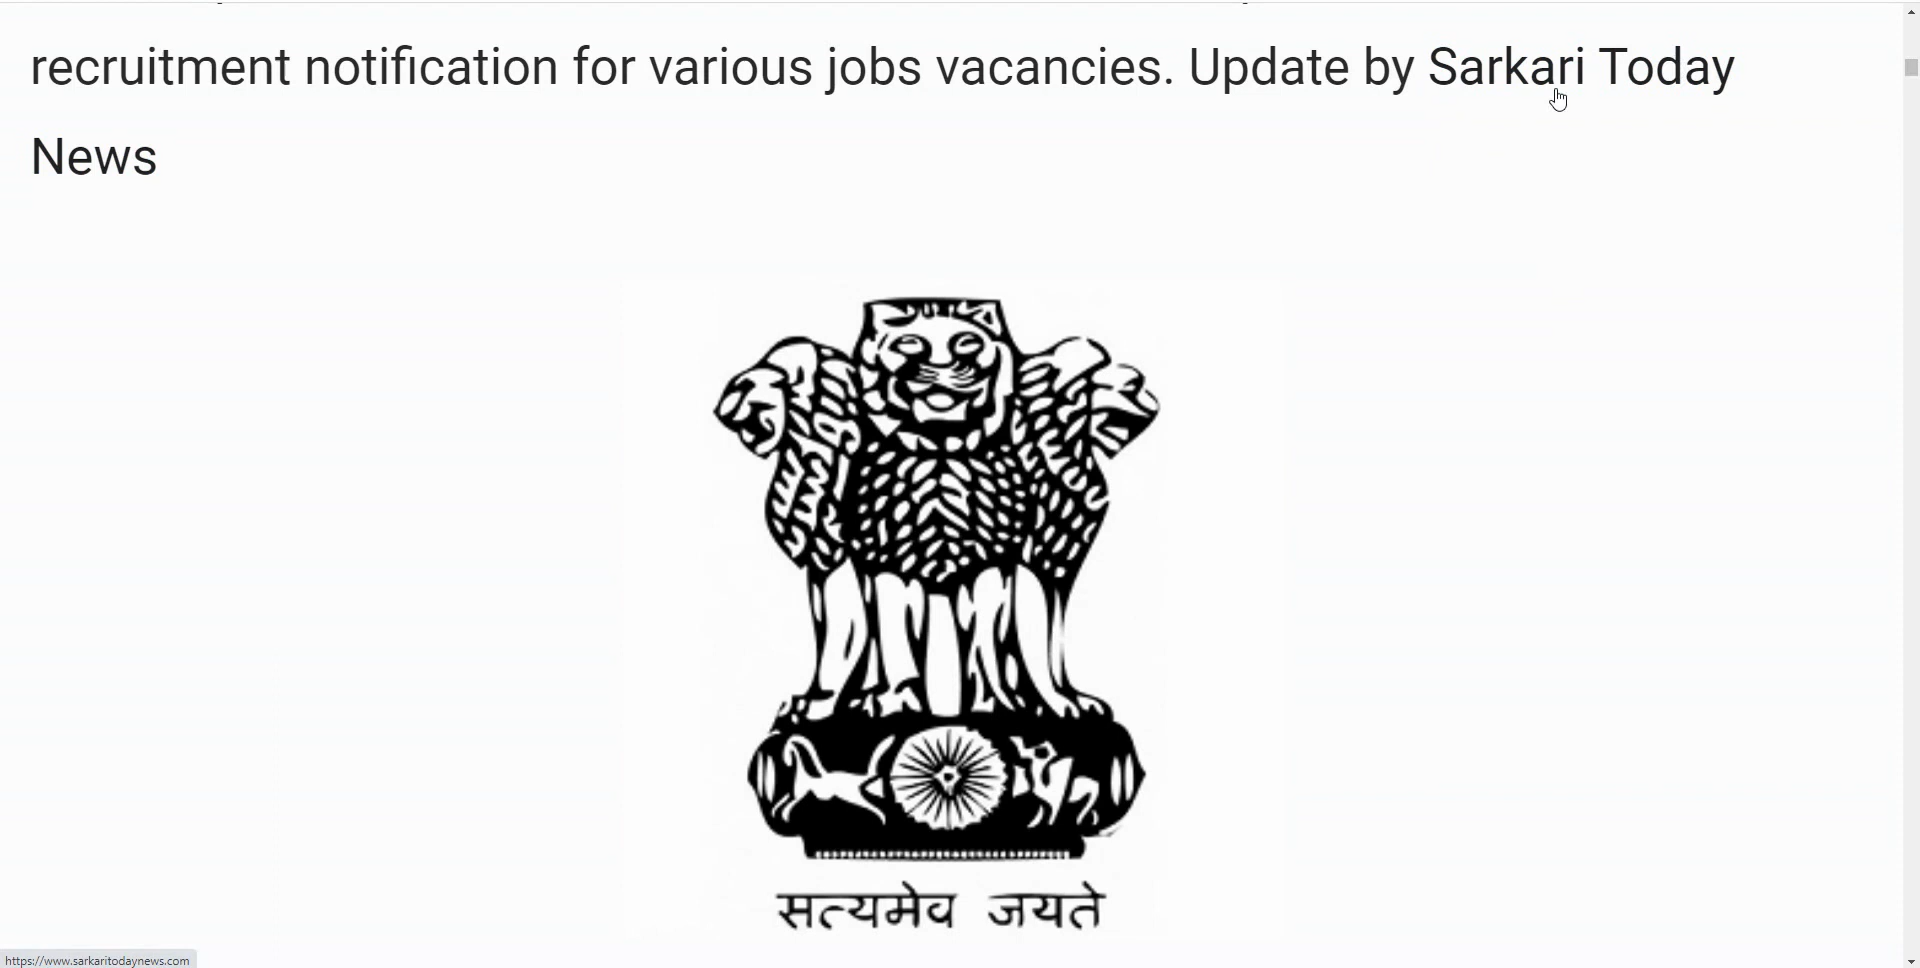 recruitment notification for various jobs vacancies. Update by Sarkari Today
News
सत्यमेव जयते
https://www.sarkaritodaynews.com